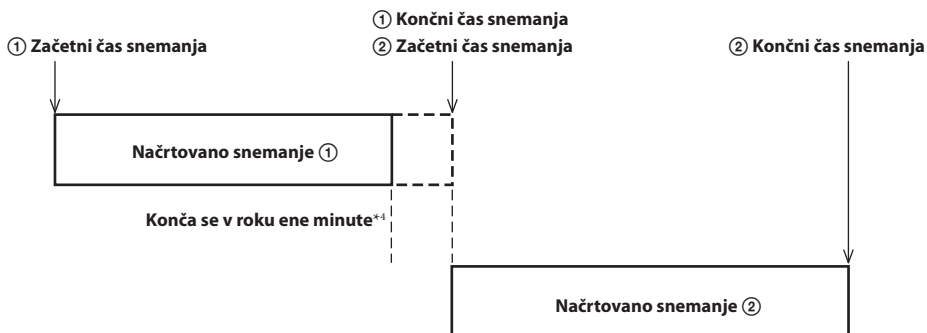 ① Končni čas snemanja
① Začetni čas snemanja
② Začetni čas snemanja
② Končni čas snemanja
Načrtovano snemanje ①
Konča se v roku ene minute*4
Načrtovano snemanje ②